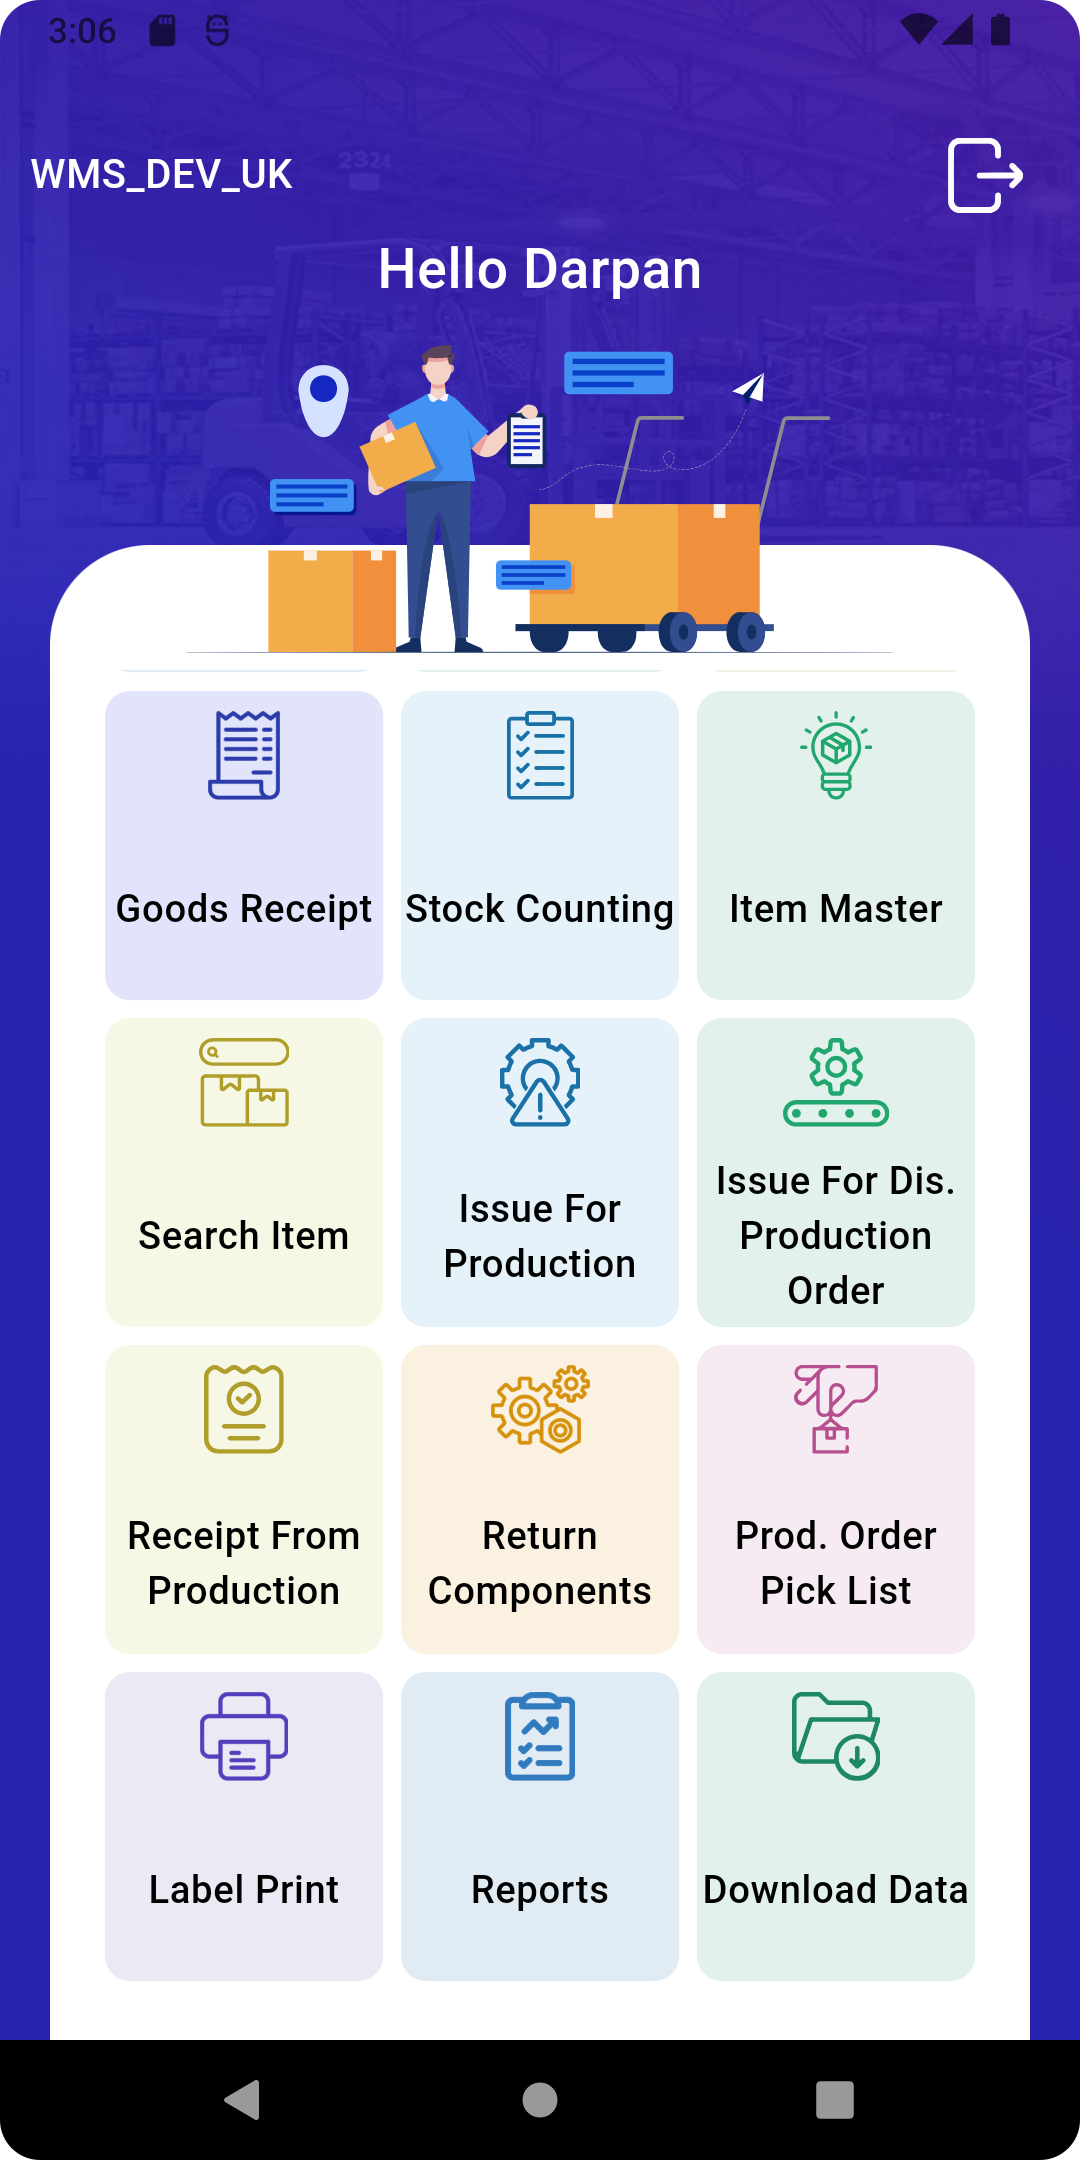 3:06
2324
WMS_DEV_UK
Hello Darpan
Goods Receipt
Stock Counting
Item Master
Search Item
Issue For
Production
Issue For Dis.
Production
Order
Receipt From
Production
Return
Components
Prod. Order
Pick List
Label Print
Reports
Download Data